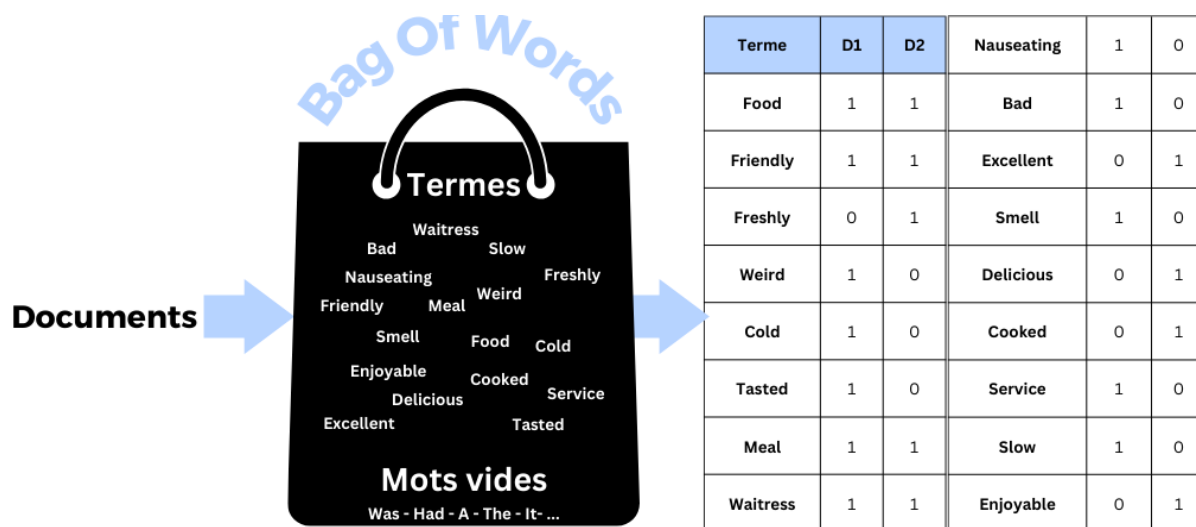 Bag Of Words
Documents
Termes
Waitress
Bad Slow
Nauseating Freshly
Weird
Friendly Meal
Smell Food Cold
Enjoyable Cooked
Delicious Service
Excellent Tasted
Mots vides
Was - Had - A - The - It- ...
Terme D1 D2 Nauseating 1 0
Food 1 1 Bad 1 0
Friendly 1 1 Excellent 0 1
Freshly 0 1 Smell 1 0
Weird 1 0 Delicious 0 1
Cold 1 0 Cooked 0 1
Tasted 1 0 Service 1 0
Meal 1 1 Slow 1 0
Waitress 1 1 Enjoyable 0 1